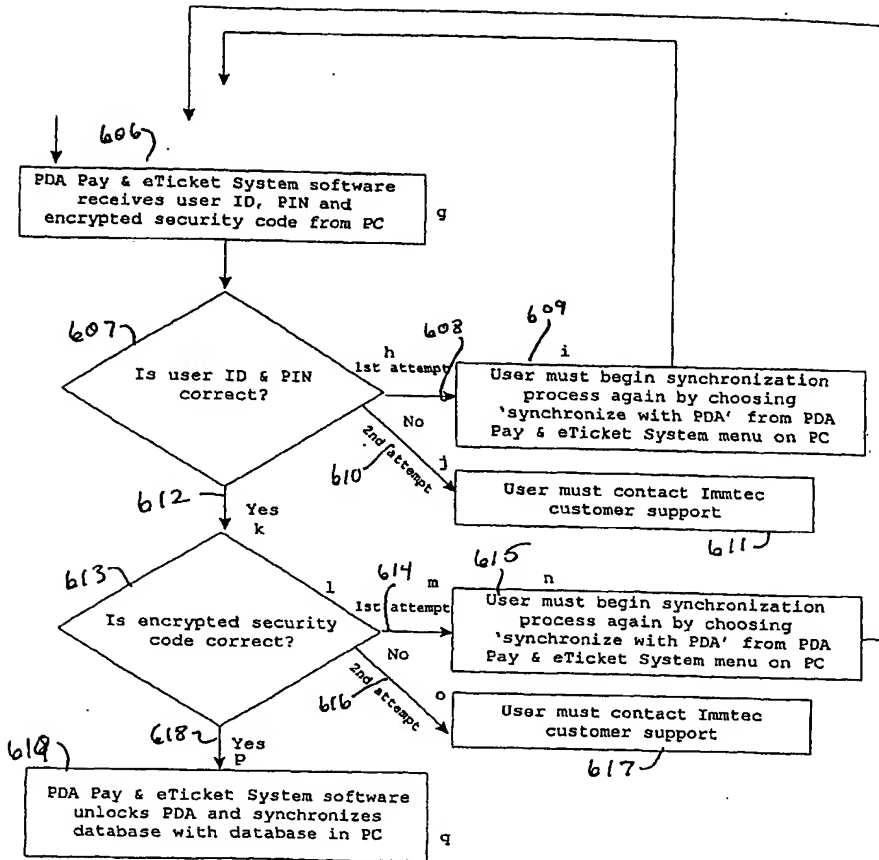 606
PDA Pay & eTicket System software
receives user ID, PIN and
encrypted security code from PC
g
607
Is user ID & PIN
correct?
h
1st attempt
608
609
i
User must begin synchronization
process again by choosing
'synchronize with PDA' from PDA
Pay & eTicket System menu on PC
No
2nd attempt
610
j
User must contact Immtec
customer support
611
612
Yes
k
613
Is encrypted security
code correct?
l
614
m
1st attempt
615
n
User must begin synchronization
process again by choosing
'synchronize with PDA' from PDA
Pay & eTicket System menu on PC
No
2nd attempt
616
o
User must contact Immtec
customer support
617
618
Yes
p
619
PDA Pay & eTicket System software
unlocks PDA and synchronizes
database with database in PC
q